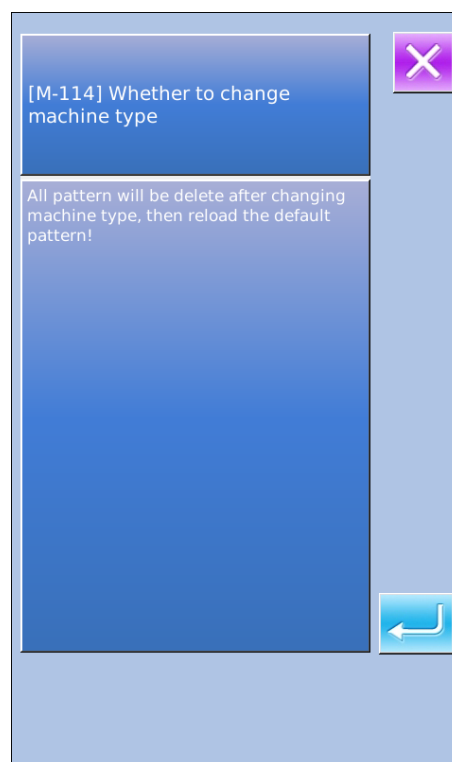 [M-114] Whether to change
machine type
All pattern will be delete after changing
machine type, then reload the default
pattern!